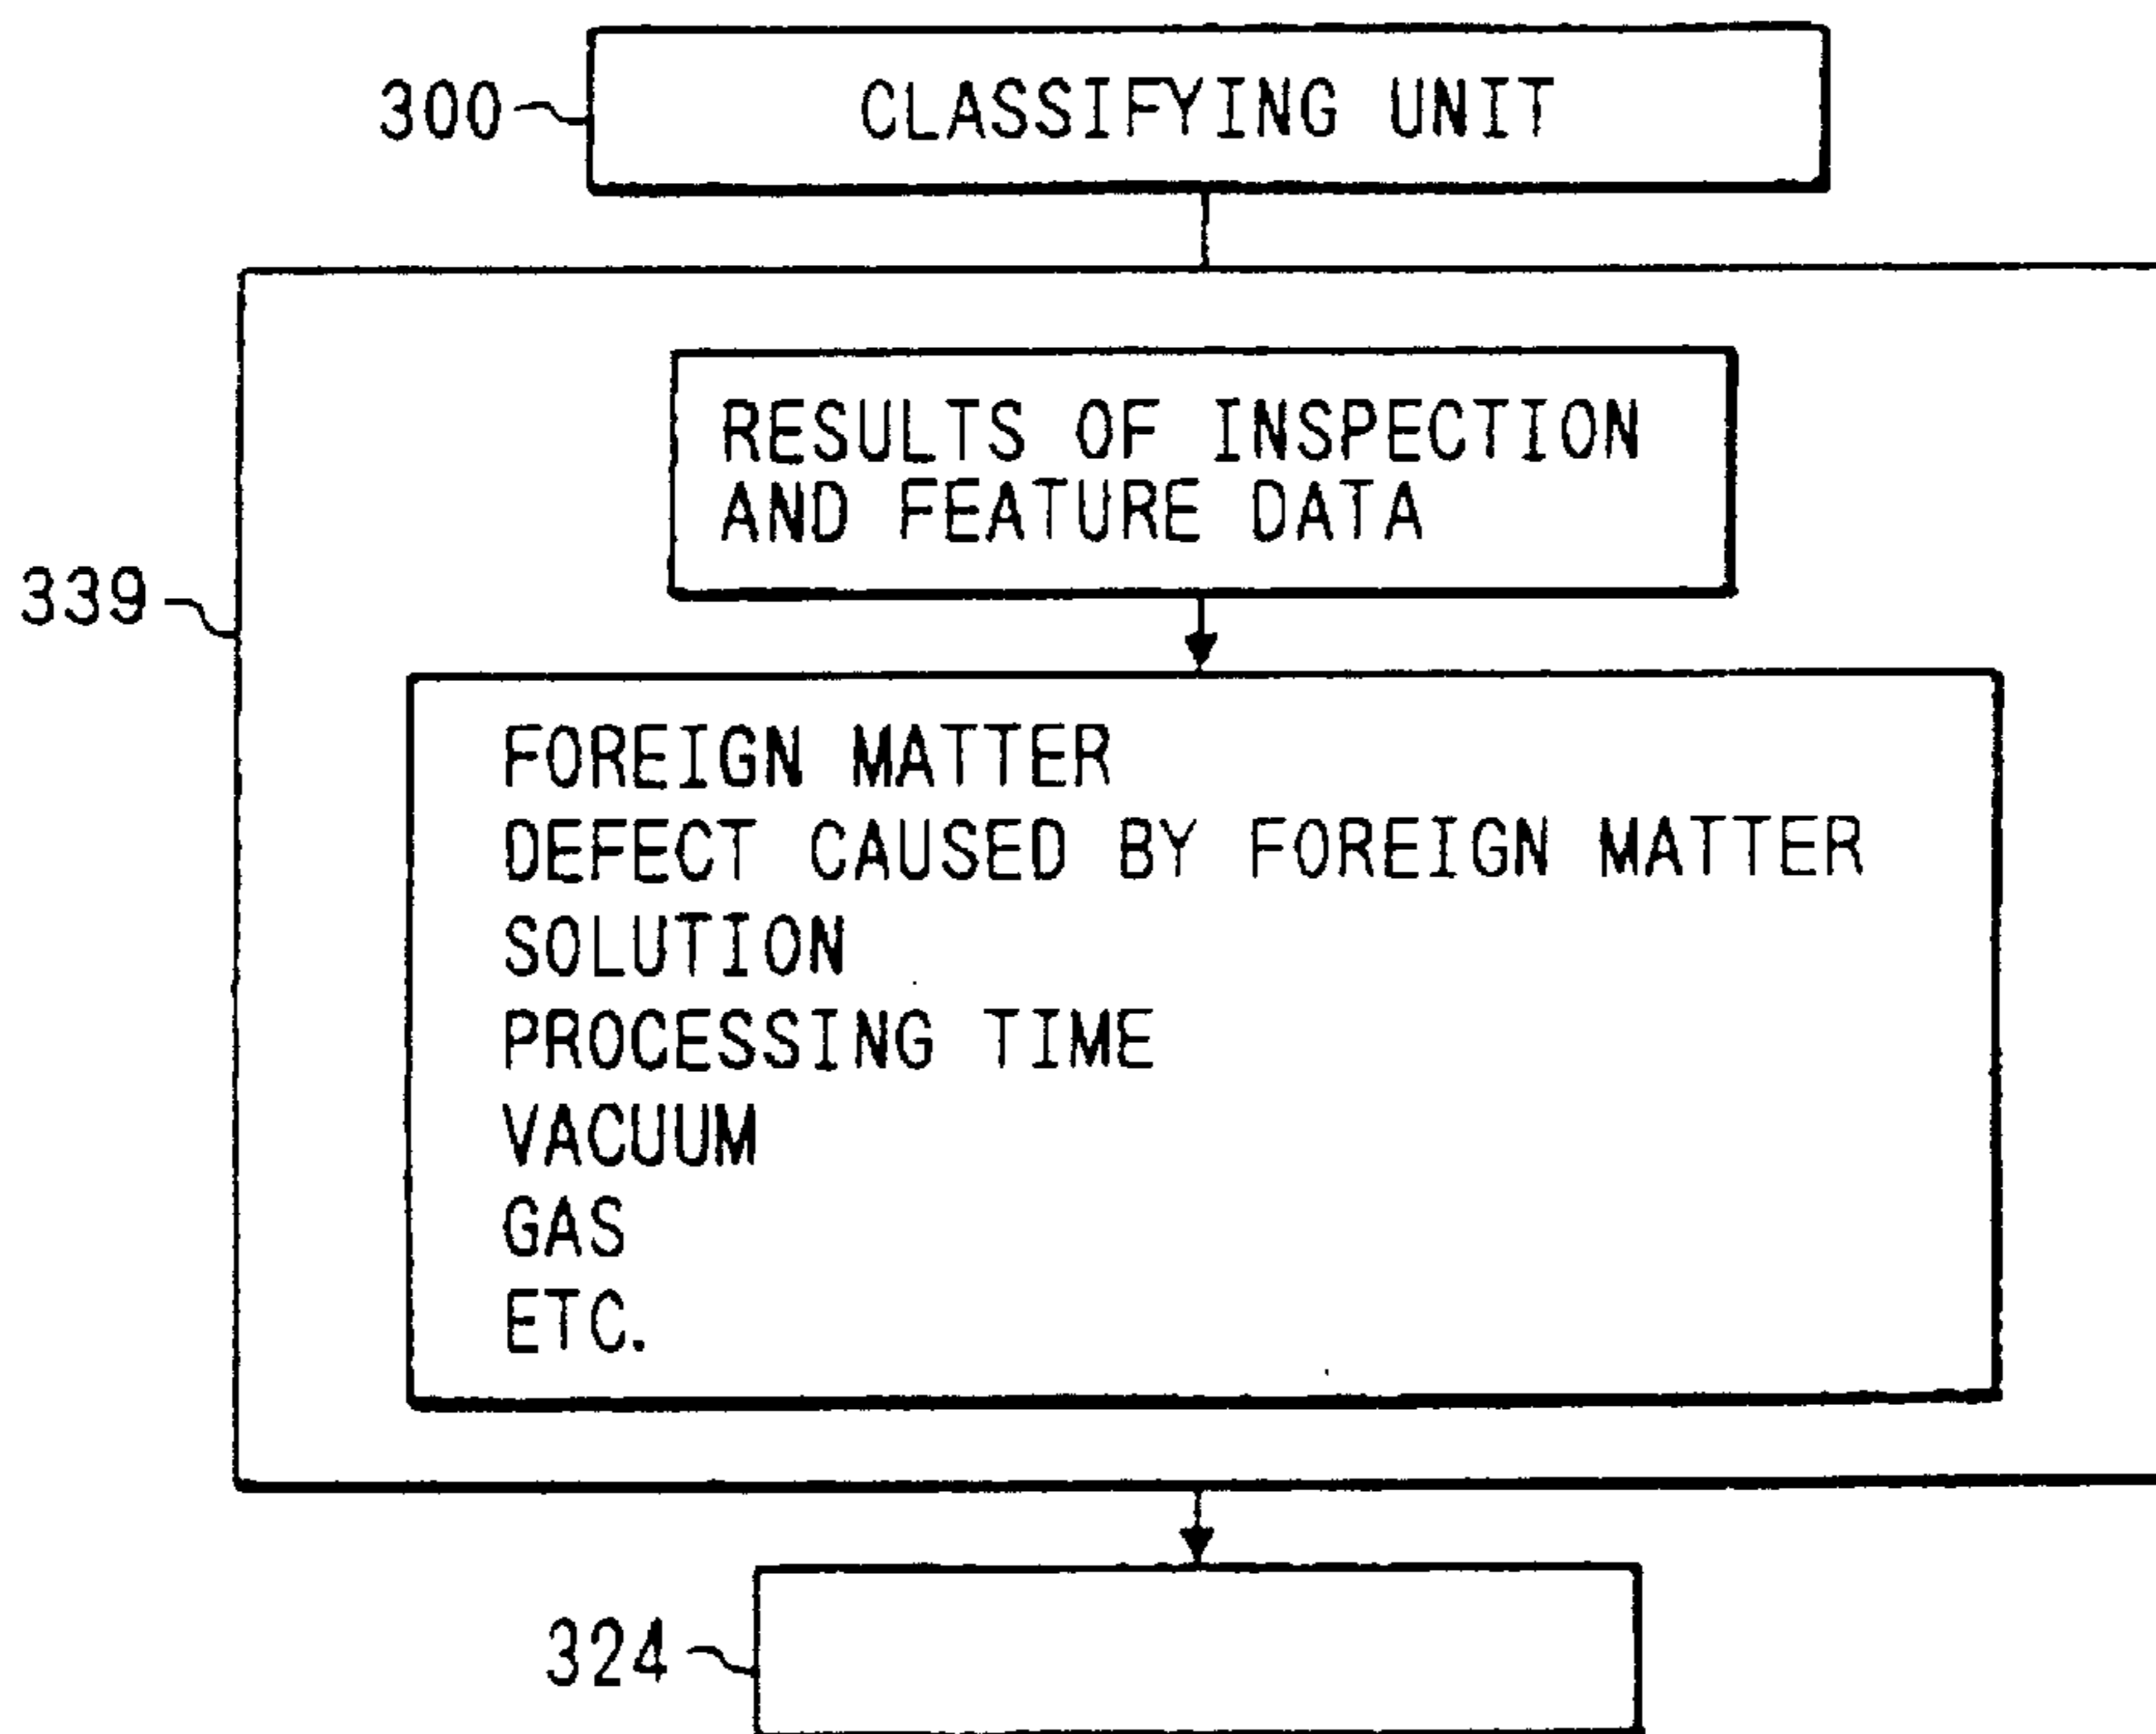 300
CLASSIFYING UNIT
RESULTS OF INSPECTION
AND FEATURE DATA
339
FOREIGN MATTER
DEFECT CAUSED BY FOREIGN MATTER
SOLUTION
PROCESSING TIME
VACUUM
GAS
ETC.
324